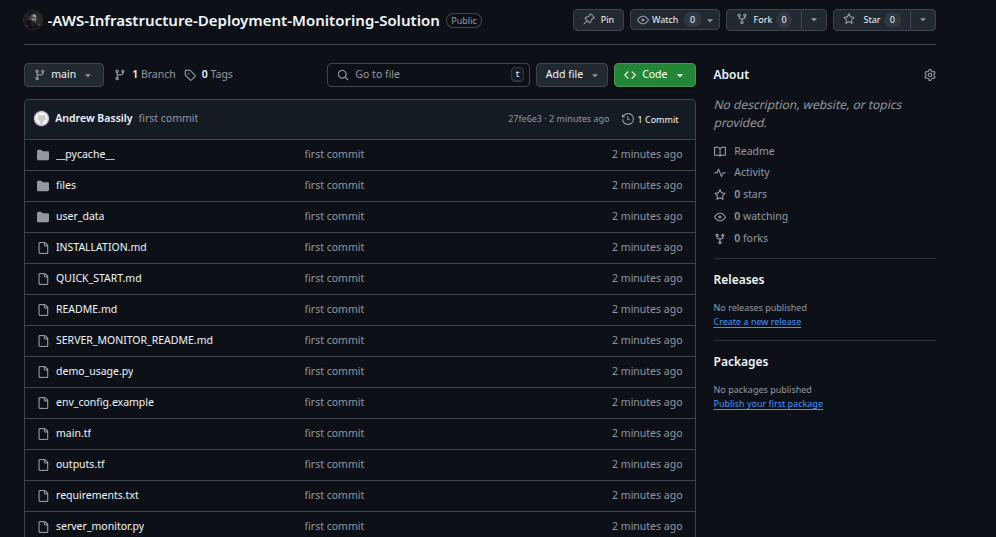 -AWS-Infrastructure-Deployment-Monitoring-Solution Public Pin Watch 0 Fork 0 Star 0
main 1 Branch 0 Tags Go to file t Add file Code
Andrew Bassily first commit 27fe6e3 · 2 minutes ago 1 Commit
__pycache__ first commit 2 minutes ago
files first commit 2 minutes ago
user_data first commit 2 minutes ago
INSTALLATION.md first commit 2 minutes ago
QUICK_START.md first commit 2 minutes ago
README.md first commit 2 minutes ago
SERVER_MONITOR_README.md first commit 2 minutes ago
demo_usage.py first commit 2 minutes ago
env_config.example first commit 2 minutes ago
main.tf first commit 2 minutes ago
outputs.tf first commit 2 minutes ago
requirements.txt first commit 2 minutes ago
server_monitor.py first commit 2 minutes ago
About
No description, website, or topics
provided.
Readme
Activity
0 stars
0 watching
0 forks
Releases
No releases published
Create a new release
Packages
No packages published
Publish your first package